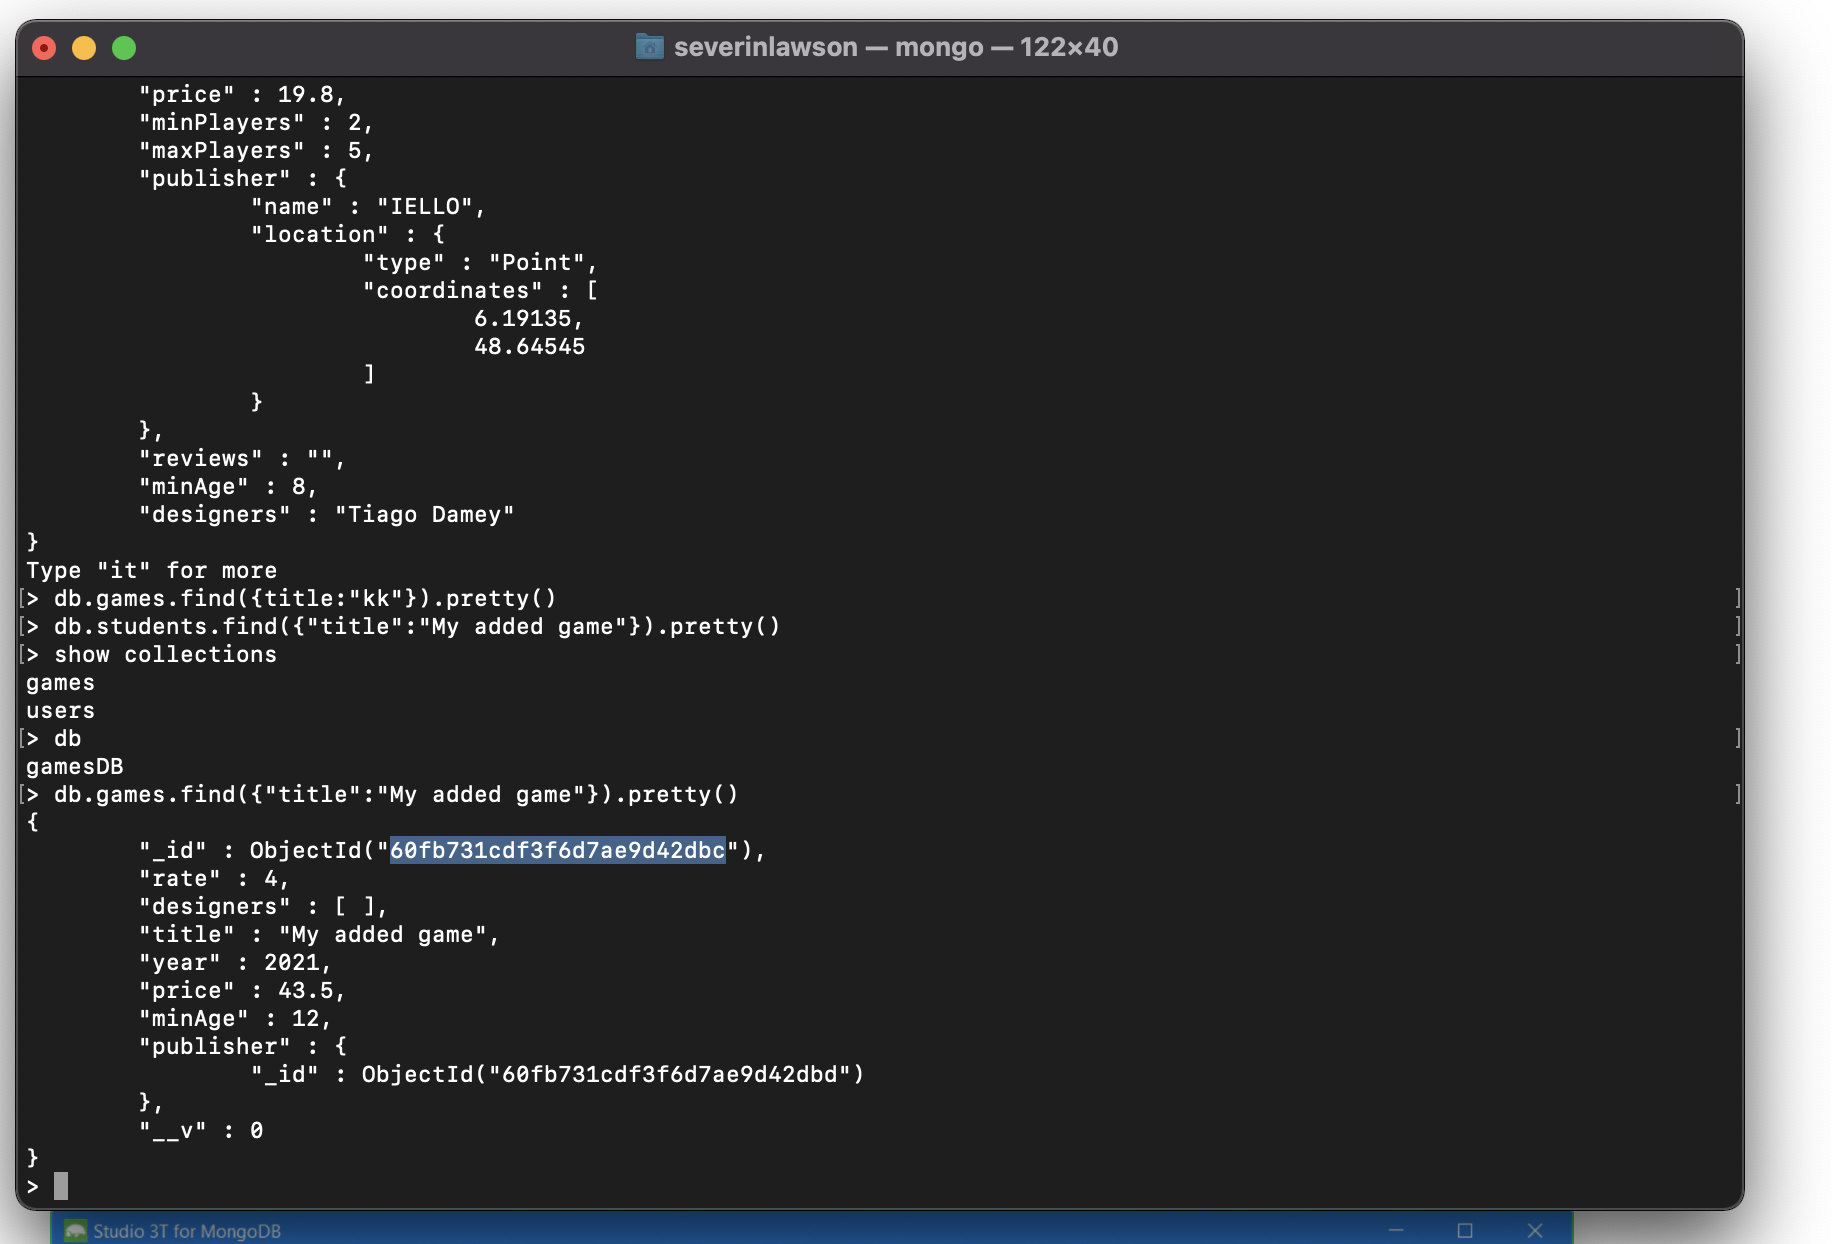 severinlawson — mongo — 122×40
"price" : 19.8,
"minPlayers" : 2,
"maxPlayers" : 5,
"publisher" : {
"name" : "IELLO",
"location" : {
"type" : "Point",
"coordinates" : [
6.19135,
48.64545
]
}
},
"reviews" : "",
"minAge" : 8,
"designers" : "Tiago Damey"
}
Type "it" for more
[> db.games.find({title:"kk"}).pretty() ]
[> db.students.find({"title":"My added game"}).pretty() ]
[> show collections ]
games
users
[> db ]
gamesDB
[> db.games.find({"title":"My added game"}).pretty() ]
{
"_id" : ObjectId("60fb731cdf3f6d7ae9d42dbc"),
"rate" : 4,
"designers" : [ ],
"title" : "My added game",
"year" : 2021,
"price" : 43.5,
"minAge" : 12,
"publisher" : {
"_id" : ObjectId("60fb731cdf3f6d7ae9d42dbd")
},
"__v" : 0
}
>
Studio 3T for MongoDB